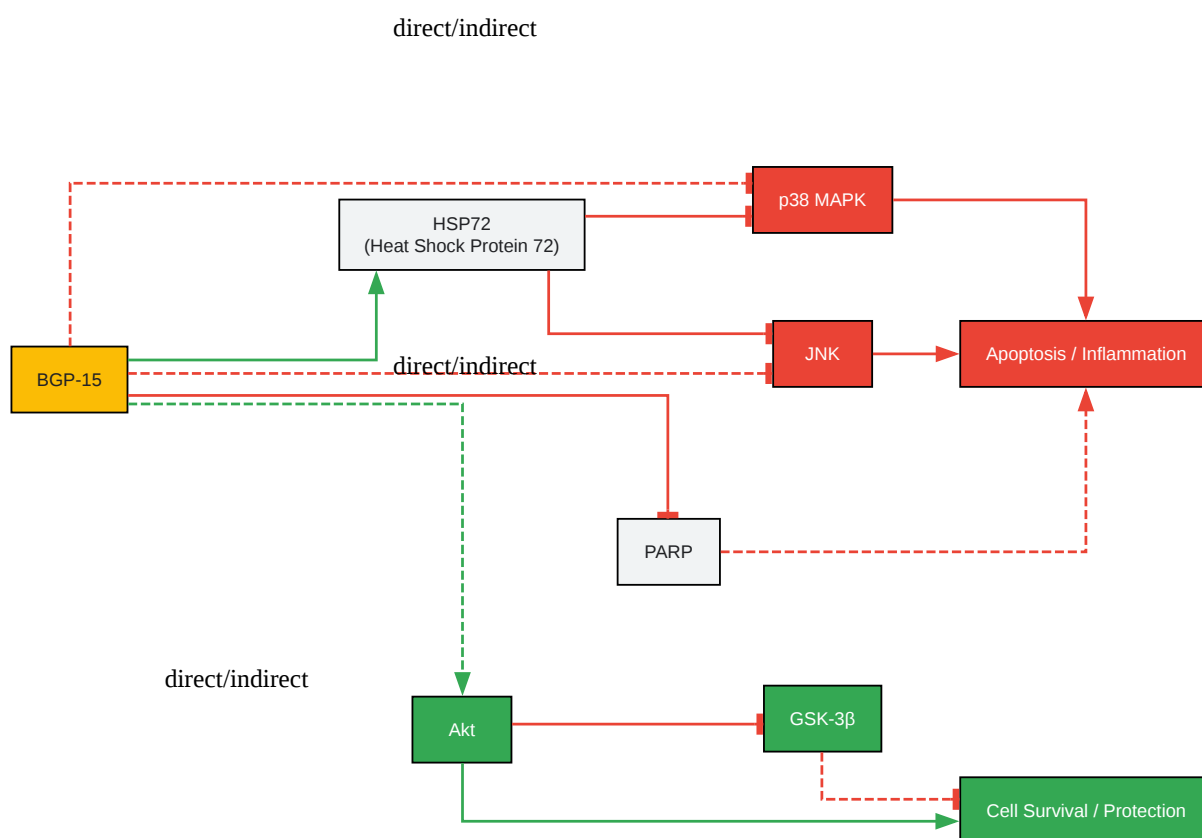 direct/indirect
p38 MAPK
HSP72
(Heat Shock Protein 72)
JNK
Apoptosis / Inflammation
direct/indirect
BGP-15
PARP
direct/indirect
Akt
GSK-3β
Cell Survival / Protection